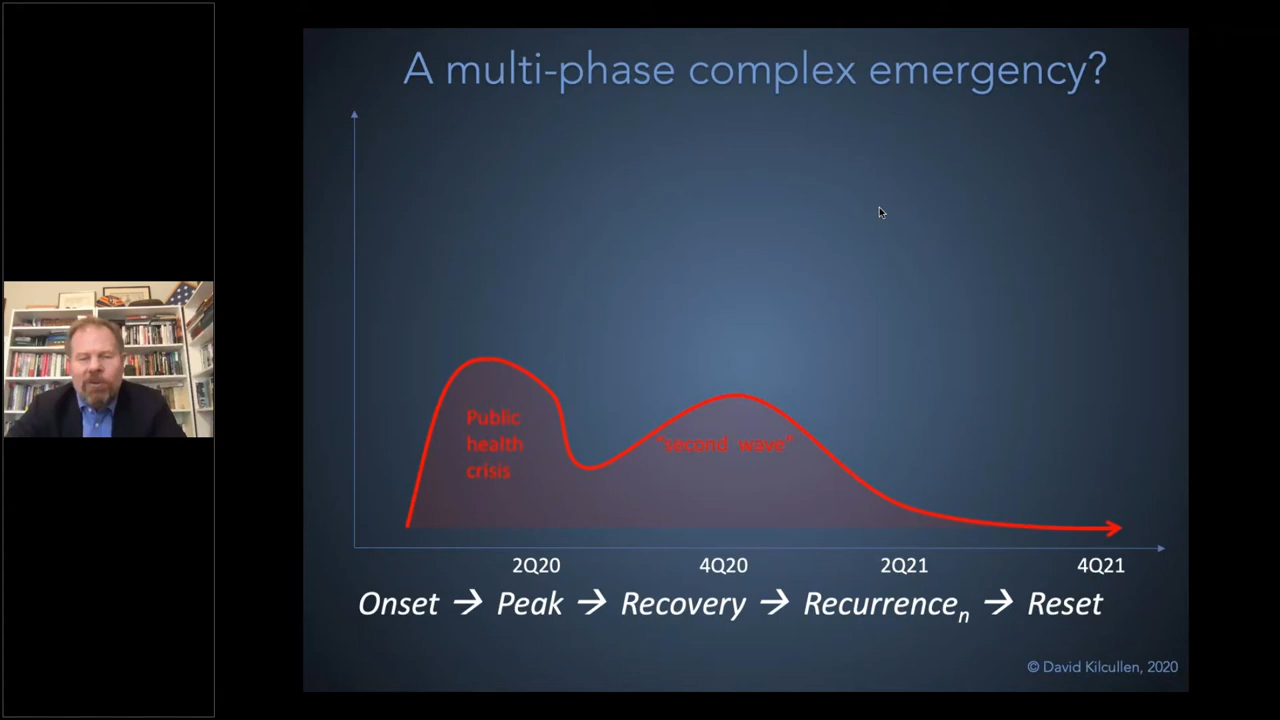 A multi-phase complex emergency?
Public
health
crisis
"second wave"
2Q20 4Q20 2Q21 4Q21
Onset → Peak → Recovery → Recurrenceₙ → Reset
© David Kilcullen, 2020